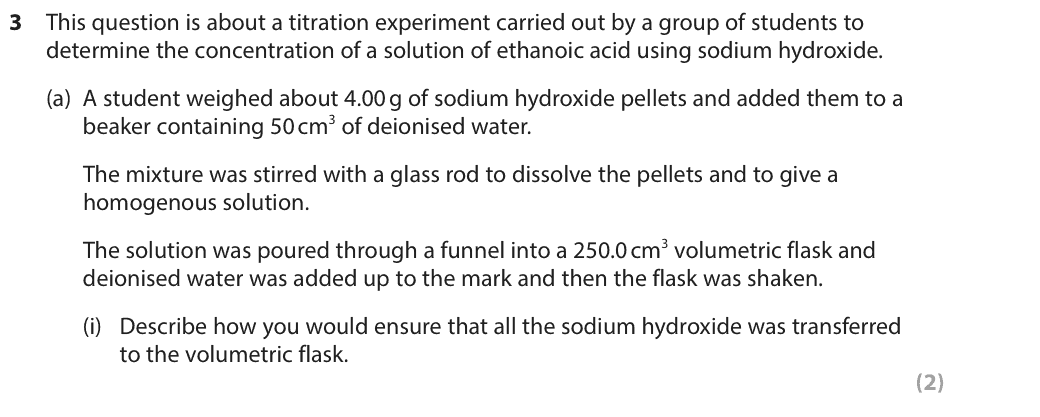 3 This question is about a titration experiment carried out by a group of students to
determine the concentration of a solution of ethanoic acid using sodium hydroxide.
(a) A student weighed about 4.00 g of sodium hydroxide pellets and added them to a
beaker containing 50 cm³ of deionised water.
The mixture was stirred with a glass rod to dissolve the pellets and to give a
homogenous solution.
The solution was poured through a funnel into a 250.0 cm³ volumetric flask and
deionised water was added up to the mark and then the flask was shaken.
(i) Describe how you would ensure that all the sodium hydroxide was transferred
to the volumetric flask.
(2)